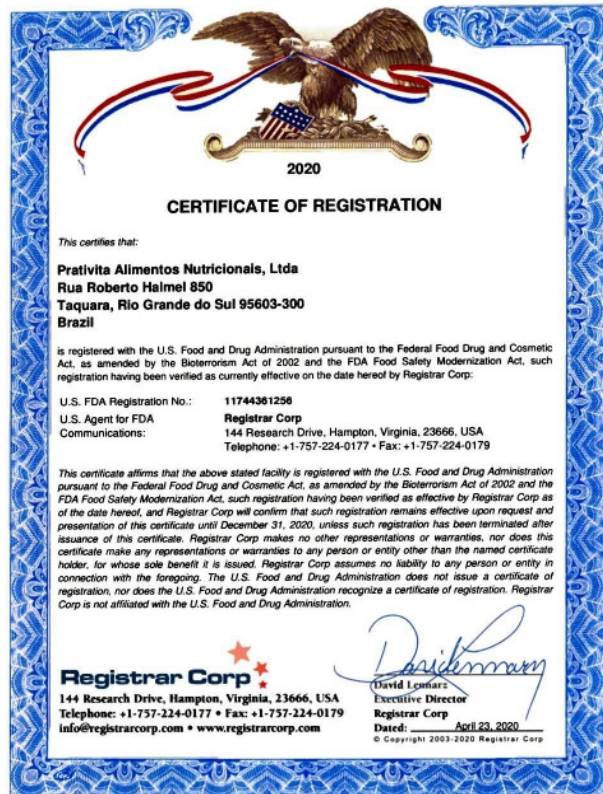 2020
CERTIFICATE OF REGISTRATION
This certifies that:
Prativita Alimentos Nutricionais, Ltda
Rua Roberto Halmel 850
Taquara, Rio Grande do Sul 95603-300
Brazil
is registered with the U.S. Food and Drug Administration pursuant to the Federal Food Drug and Cosmetic
Act, as amended by the Bioterrorism Act of 2002 and the FDA Food Safety Modernization Act, such
registration having been verified as currently effective on the date hereof by Registrar Corp:
U.S. FDA Registration No.: 11744361256
U.S. Agent for FDA Registrar Corp
Communications: 144 Research Drive, Hampton, Virginia, 23666, USA
Telephone: +1-757-224-0177 • Fax: +1-757-224-0179
This certificate affirms that the above stated facility is registered with the U.S. Food and Drug Administration
pursuant to the Federal Food Drug and Cosmetic Act, as amended by the Bioterrorism Act of 2002 and the
FDA Food Safety Modernization Act, such registration having been verified as effective by Registrar Corp as
of the date hereof, and Registrar Corp will confirm that such registration remains effective upon request and
presentation of this certificate until December 31, 2020, unless such registration has been terminated after
issuance of this certificate. Registrar Corp makes no other representations or warranties, nor does this
certificate make any representations or warranties to any person or entity other than the named certificate
holder, for whose sole benefit it is issued. Registrar Corp assumes no liability to any person or entity in
connection with the foregoing. The U.S. Food and Drug Administration does not issue a certificate of
registration, nor does the U.S. Food and Drug Administration recognize a certificate of registration. Registrar
Corp is not affiliated with the U.S. Food and Drug Administration.
Registrar Corp
144 Research Drive, Hampton, Virginia, 23666, USA
Telephone: +1-757-224-0177 • Fax: +1-757-224-0179
info@registrarcorp.com • www.registrarcorp.com
David Lennarz
David Lennarz
Executive Director
Registrar Corp
Dated: April 23, 2020
© Copyright 2003-2020 Registrar Corp